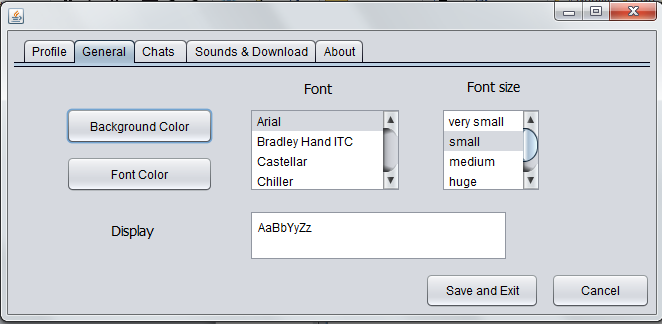 Profile General Chats Sounds & Download About
Font Font size
Background Color
Font Color
Arial
Bradley Hand ITC
Castellar
Chiller
very small
small
medium
huge
Display
AaBbYyZz
Save and Exit Cancel